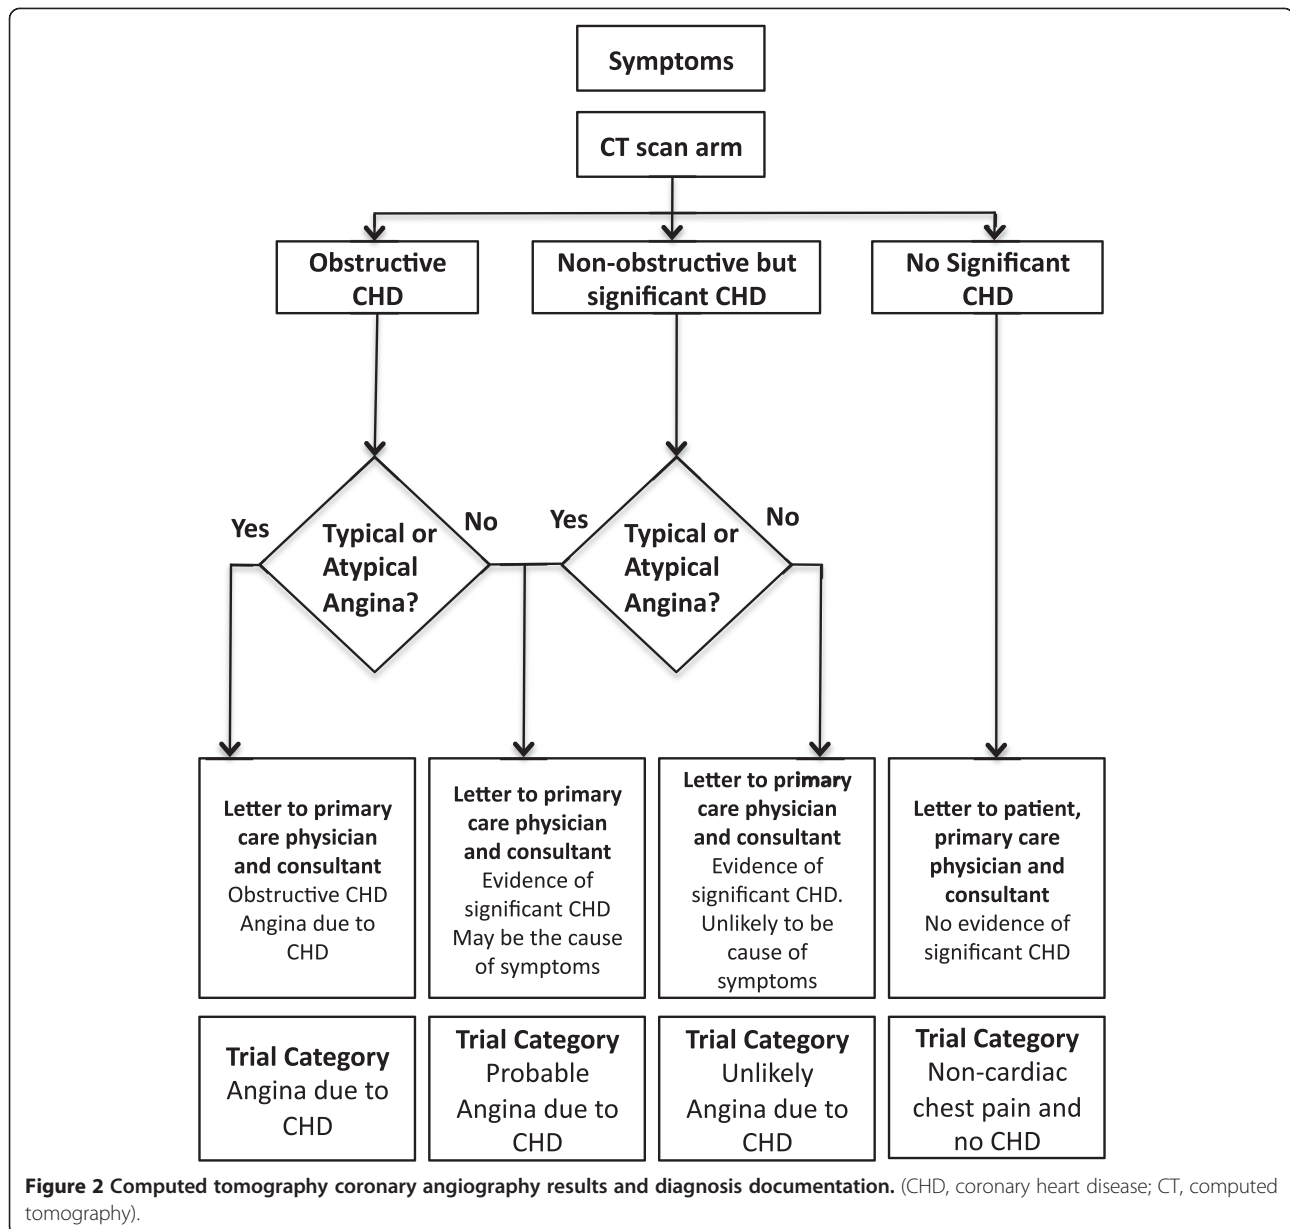 Symptoms
CT scan arm
Obstructive
CHD
Non-obstructive but
significant CHD
No Significant
CHD
Yes
Typical or
Atypical
Angina?
No
Yes
Typical or
Atypical
Angina?
No
Letter to primary
care physician
and consultant
Obstructive CHD
Angina due to
CHD
Letter to primary
care physician
and consultant
Evidence of
significant CHD
May be the cause
of symptoms
Letter to primary
care physician
and consultant
Evidence of
significant CHD.
Unlikely to be
cause of
symptoms
Letter to patient,
primary care
physician and
consultant
No evidence of
significant CHD
Trial Category
Angina due to
CHD
Trial Category
Probable
Angina due to
CHD
Trial Category
Unlikely
Angina due to
CHD
Trial Category
Non-cardiac
chest pain and
no CHD
Figure 2 Computed tomography coronary angiography results and diagnosis documentation. (CHD, coronary heart disease; CT, computed
tomography).